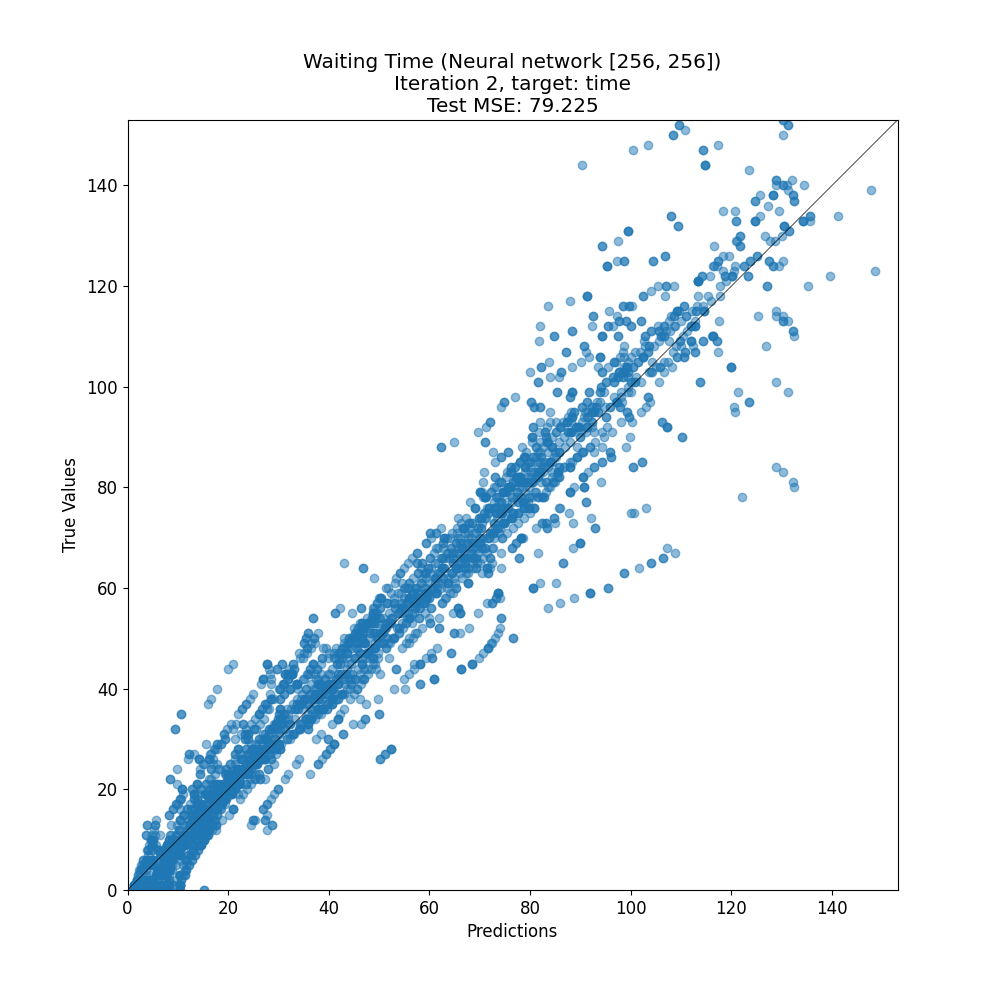 Waiting Time (Neural network [256, 256])
Iteration 2, target: time
Test MSE: 79.225
140
120
100
80
60
40
20
0
True Values
0 20 40 60 80 100 120 140
Predictions